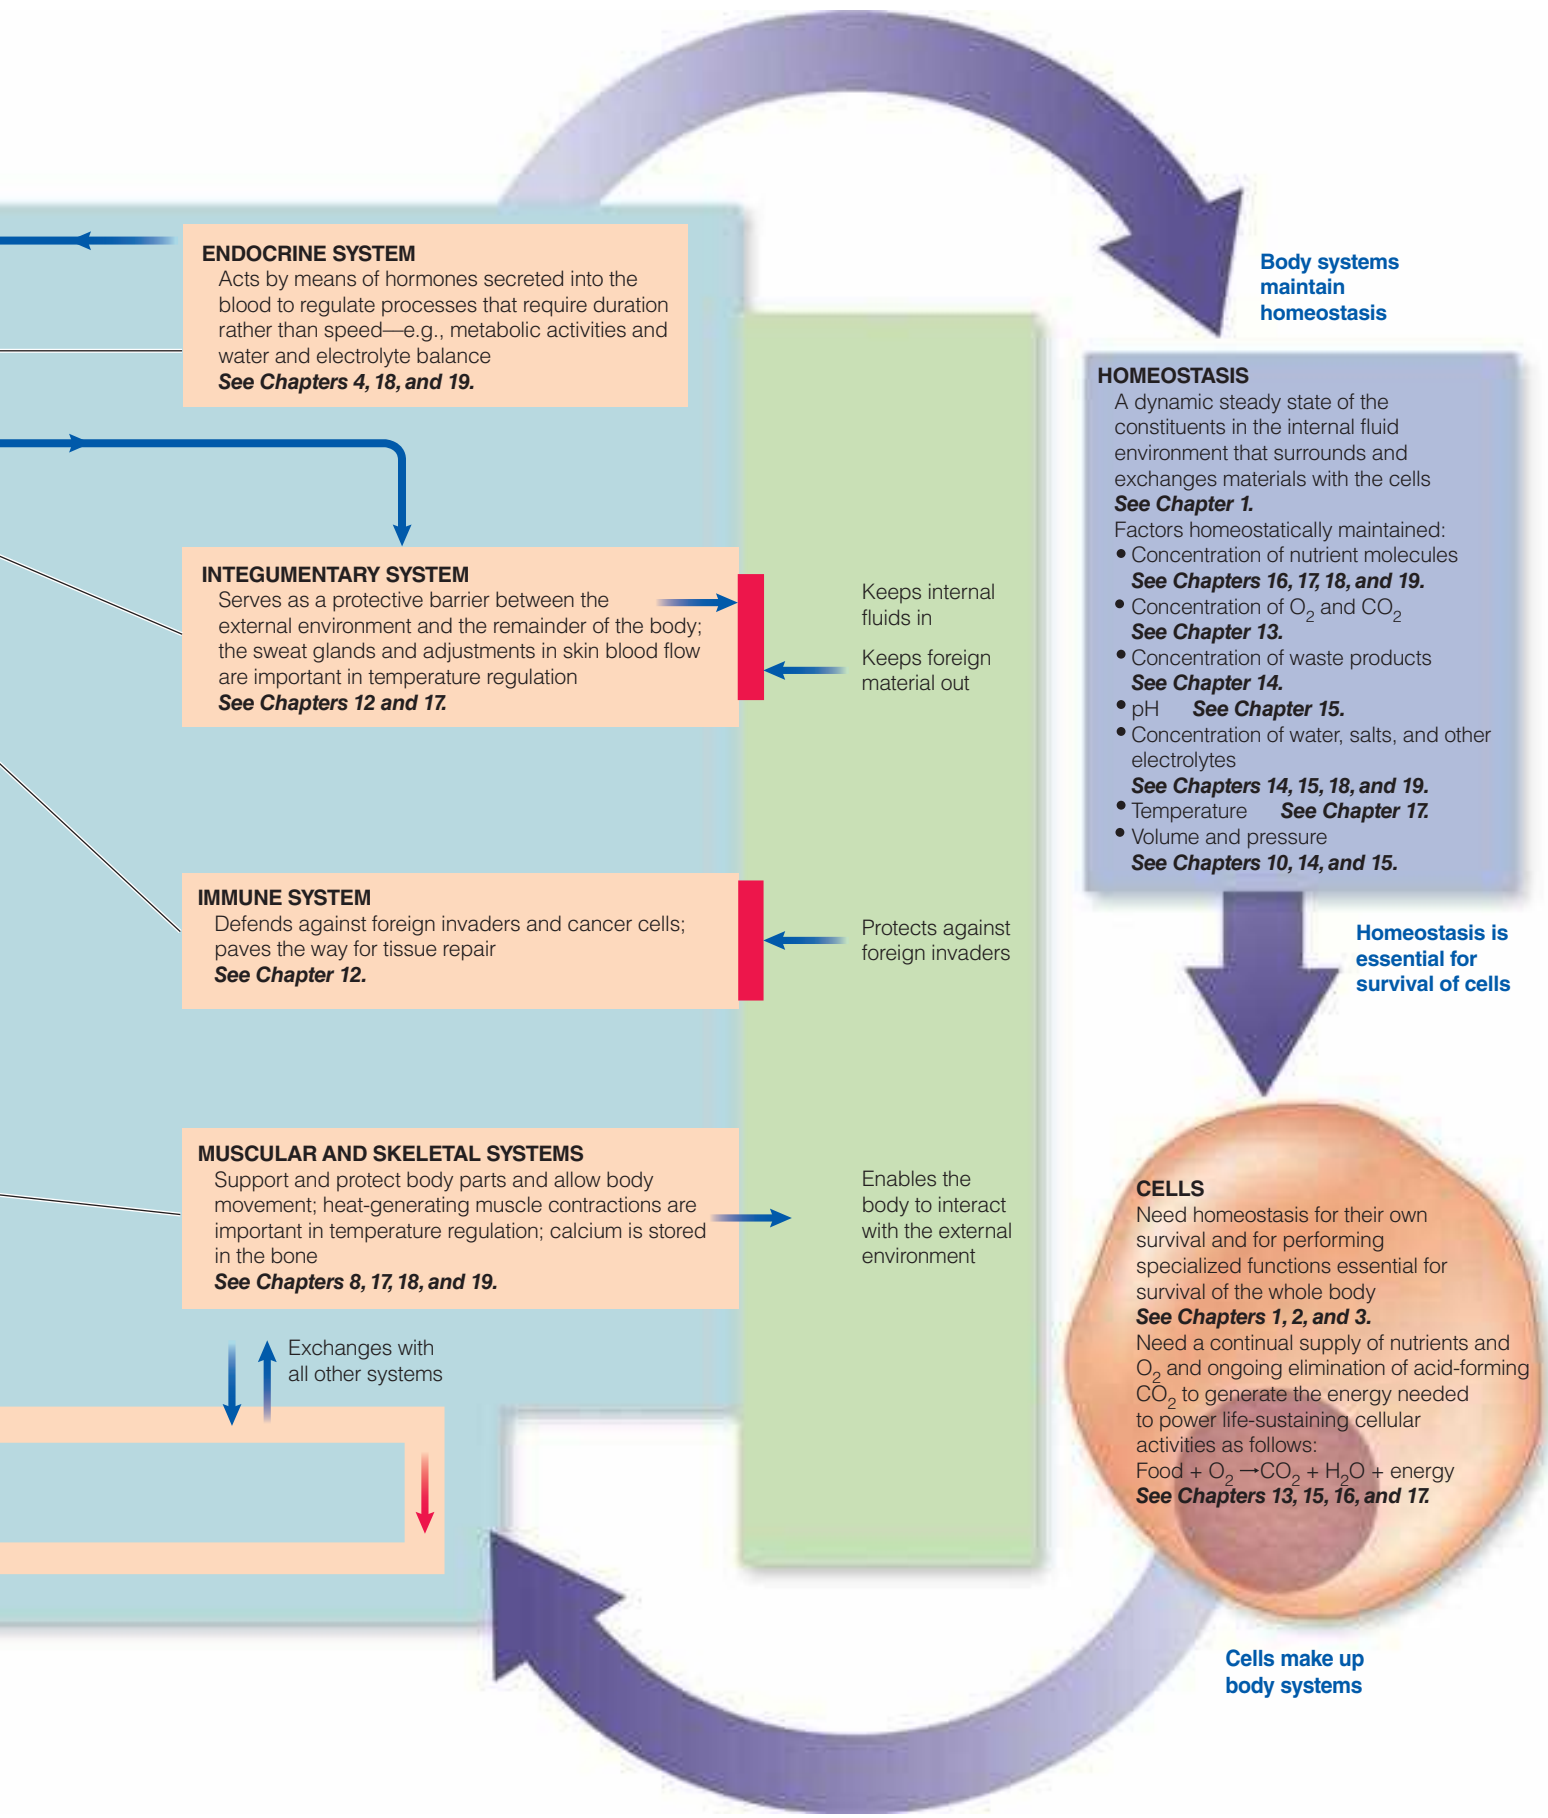 ENDOCRINE SYSTEM
Acts by means of hormones secreted into the
blood to regulate processes that require duration
rather than speed—e.g., metabolic activities and
water and electrolyte balance
See Chapters 4, 18, and 19.
INTEGUMENTARY SYSTEM
Serves as a protective barrier between the
external environment and the remainder of the body;
the sweat glands and adjustments in skin blood flow
are important in temperature regulation
See Chapters 12 and 17.
Keeps internal
fluids in
Keeps foreign
material out
IMMUNE SYSTEM
Defends against foreign invaders and cancer cells;
paves the way for tissue repair
See Chapter 12.
Protects against
foreign invaders
MUSCULAR AND SKELETAL SYSTEMS
Support and protect body parts and allow body
movement; heat-generating muscle contractions are
important in temperature regulation; calcium is stored
in the bone
See Chapters 8, 17, 18, and 19.
Enables the
body to interact
with the external
environment
Exchanges with
all other systems
Body systems
maintain
homeostasis
HOMEOSTASIS
A dynamic steady state of the
constituents in the internal fluid
environment that surrounds and
exchanges materials with the cells
See Chapter 1.
Factors homeostatically maintained:
• Concentration of nutrient molecules
See Chapters 16, 17, 18, and 19.
• Concentration of O₂ and CO₂
See Chapter 13.
• Concentration of waste products
See Chapter 14.
• pH See Chapter 15.
• Concentration of water, salts, and other
electrolytes
See Chapters 14, 15, 18, and 19.
• Temperature See Chapter 17.
• Volume and pressure
See Chapters 10, 14, and 15.
Homeostasis is
essential for
survival of cells
CELLS
Need homeostasis for their own
survival and for performing
specialized functions essential for
survival of the whole body
See Chapters 1, 2, and 3.
Need a continual supply of nutrients and
O₂ and ongoing elimination of acid-forming
CO₂ to generate the energy needed
to power life-sustaining cellular
activities as follows:
Food + O₂ → CO₂ + H₂O + energy
See Chapters 13, 15, 16, and 17.
Cells make up
body systems